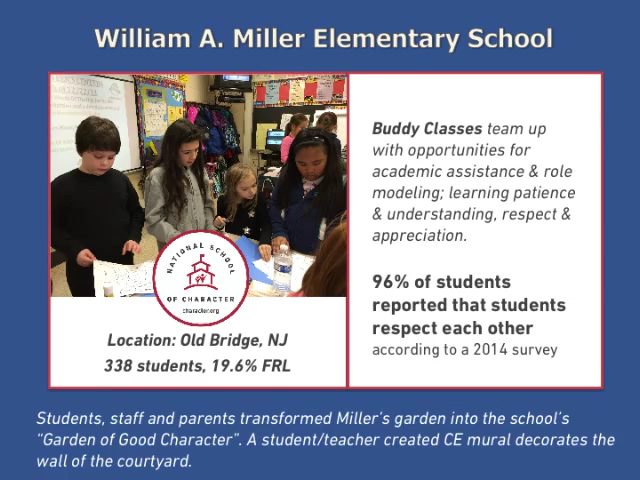 William A. Miller Elementary School
NATIONAL SCHOOL
OF CHARACTER
character.org
Location: Old Bridge, NJ
338 students, 19.6% FRL
Buddy Classes team up
with opportunities for
academic assistance & role
modeling; learning patience
& understanding, respect &
appreciation.
96% of students
reported that students
respect each other
according to a 2014 survey
Students, staff and parents transformed Miller's garden into the school's
"Garden of Good Character". A student/teacher created CE mural decorates the
wall of the courtyard.